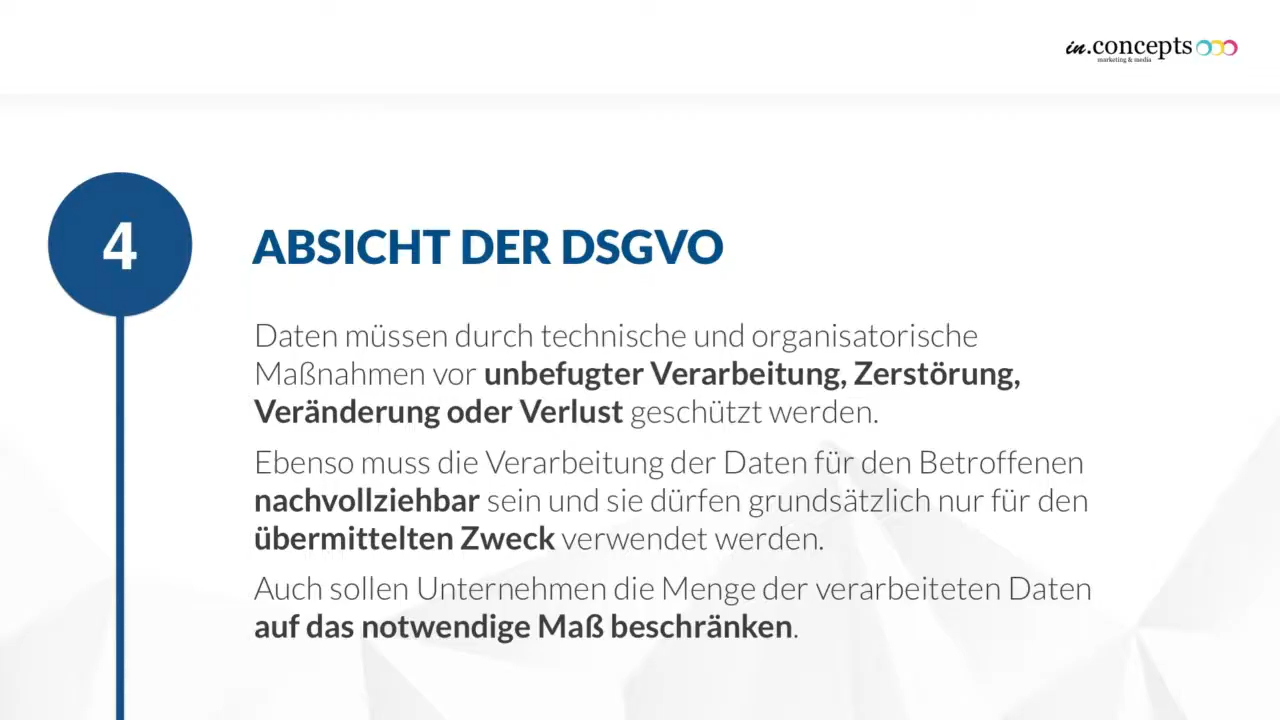 in.concepts
marketing & media
4
ABSICHT DER DSGVO
Daten müssen durch technische und organisatorische
Maßnahmen vor unbefugter Verarbeitung, Zerstörung,
Veränderung oder Verlust geschützt werden.
Ebenso muss die Verarbeitung der Daten für den Betroffenen
nachvollziehbar sein und sie dürfen grundsätzlich nur für den
übermittelten Zweck verwendet werden.
Auch sollen Unternehmen die Menge der verarbeiteten Daten
auf das notwendige Maß beschränken.